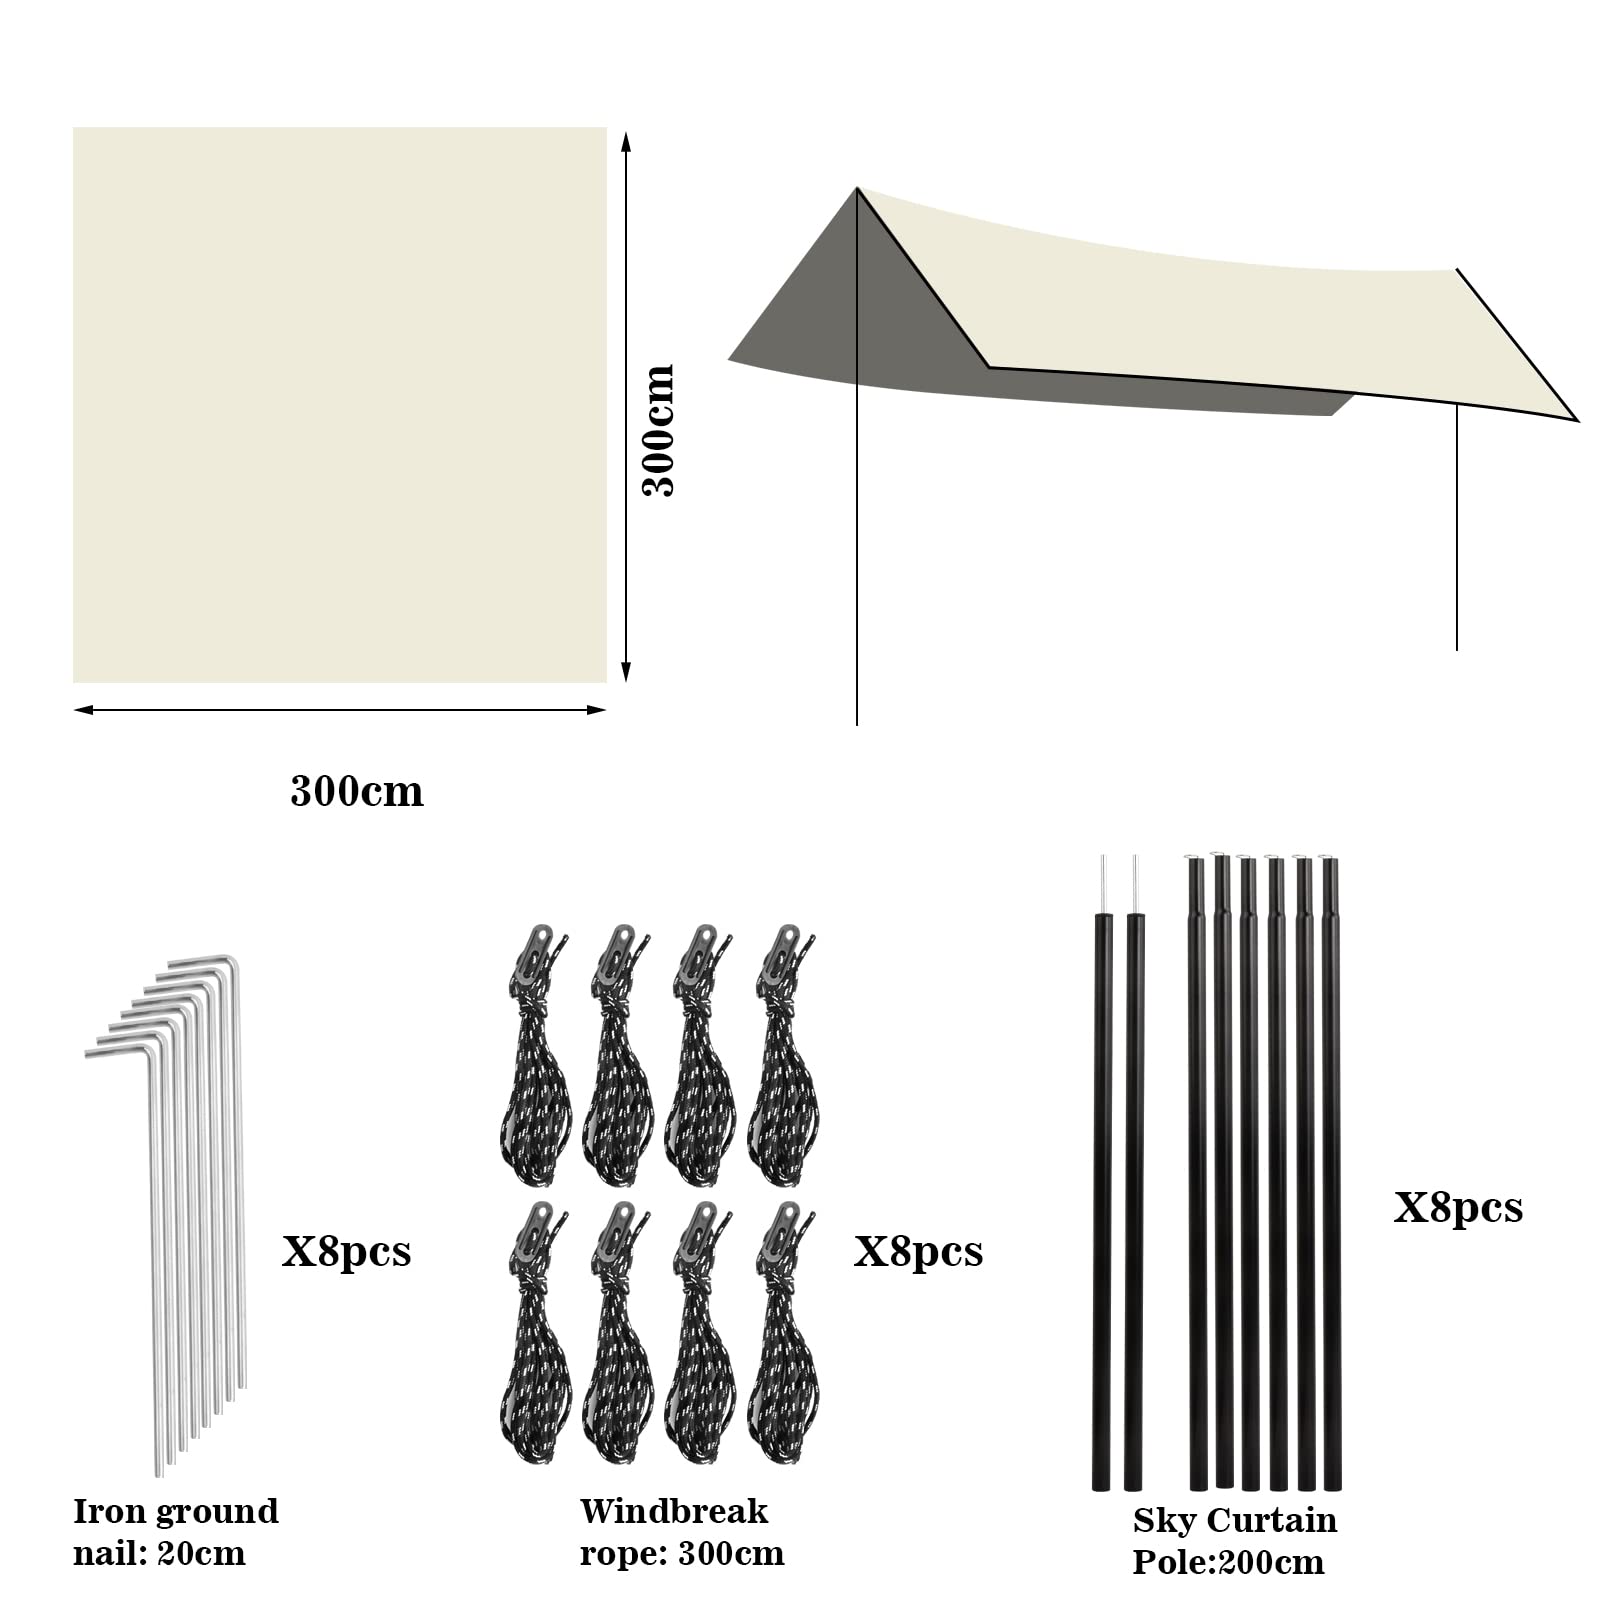 300cm
300cm
X8pcs
X8pcs
X8pcs
Iron ground
nail: 20cm
Windbreak
rope: 300cm
Sky Curtain
Pole:200cm